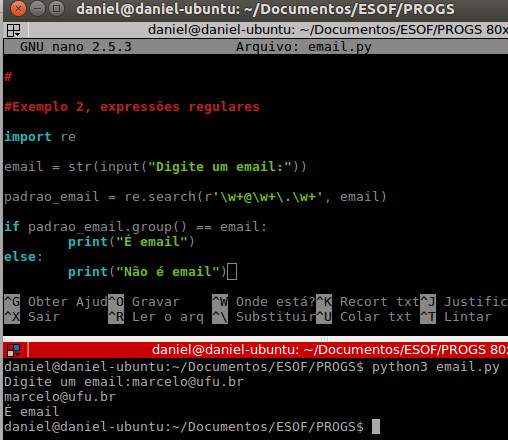 daniel@daniel-ubuntu: ~/Documentos/ESOF/PROGS
daniel@daniel-ubuntu: ~/Documentos/ESOF/PROGS 80x
GNU nano 2.5.3 Arquivo: email.py
#
#Exemplo 2, expressões regulares
import re
email = str(input("Digite um email:"))
padrao_email = re.search(r'\w+@\w+\.\w+', email)
if padrao_email.group() == email:
print("É email")
else:
print("Não é email")
^G Obter Ajud ^O Gravar ^W Onde está? ^K Recort txt ^J Justific
^X Sair ^R Ler o arq ^\ Substituir ^U Colar txt ^T Lintar
daniel@daniel-ubuntu: ~/Documentos/ESOF/PROGS 80x
daniel@daniel-ubuntu:~/Documentos/ESOF/PROGS$ python3 email.py
Digite um email:marcelo@ufu.br
marcelo@ufu.br
É email
daniel@daniel-ubuntu:~/Documentos/ESOF/PROGS$